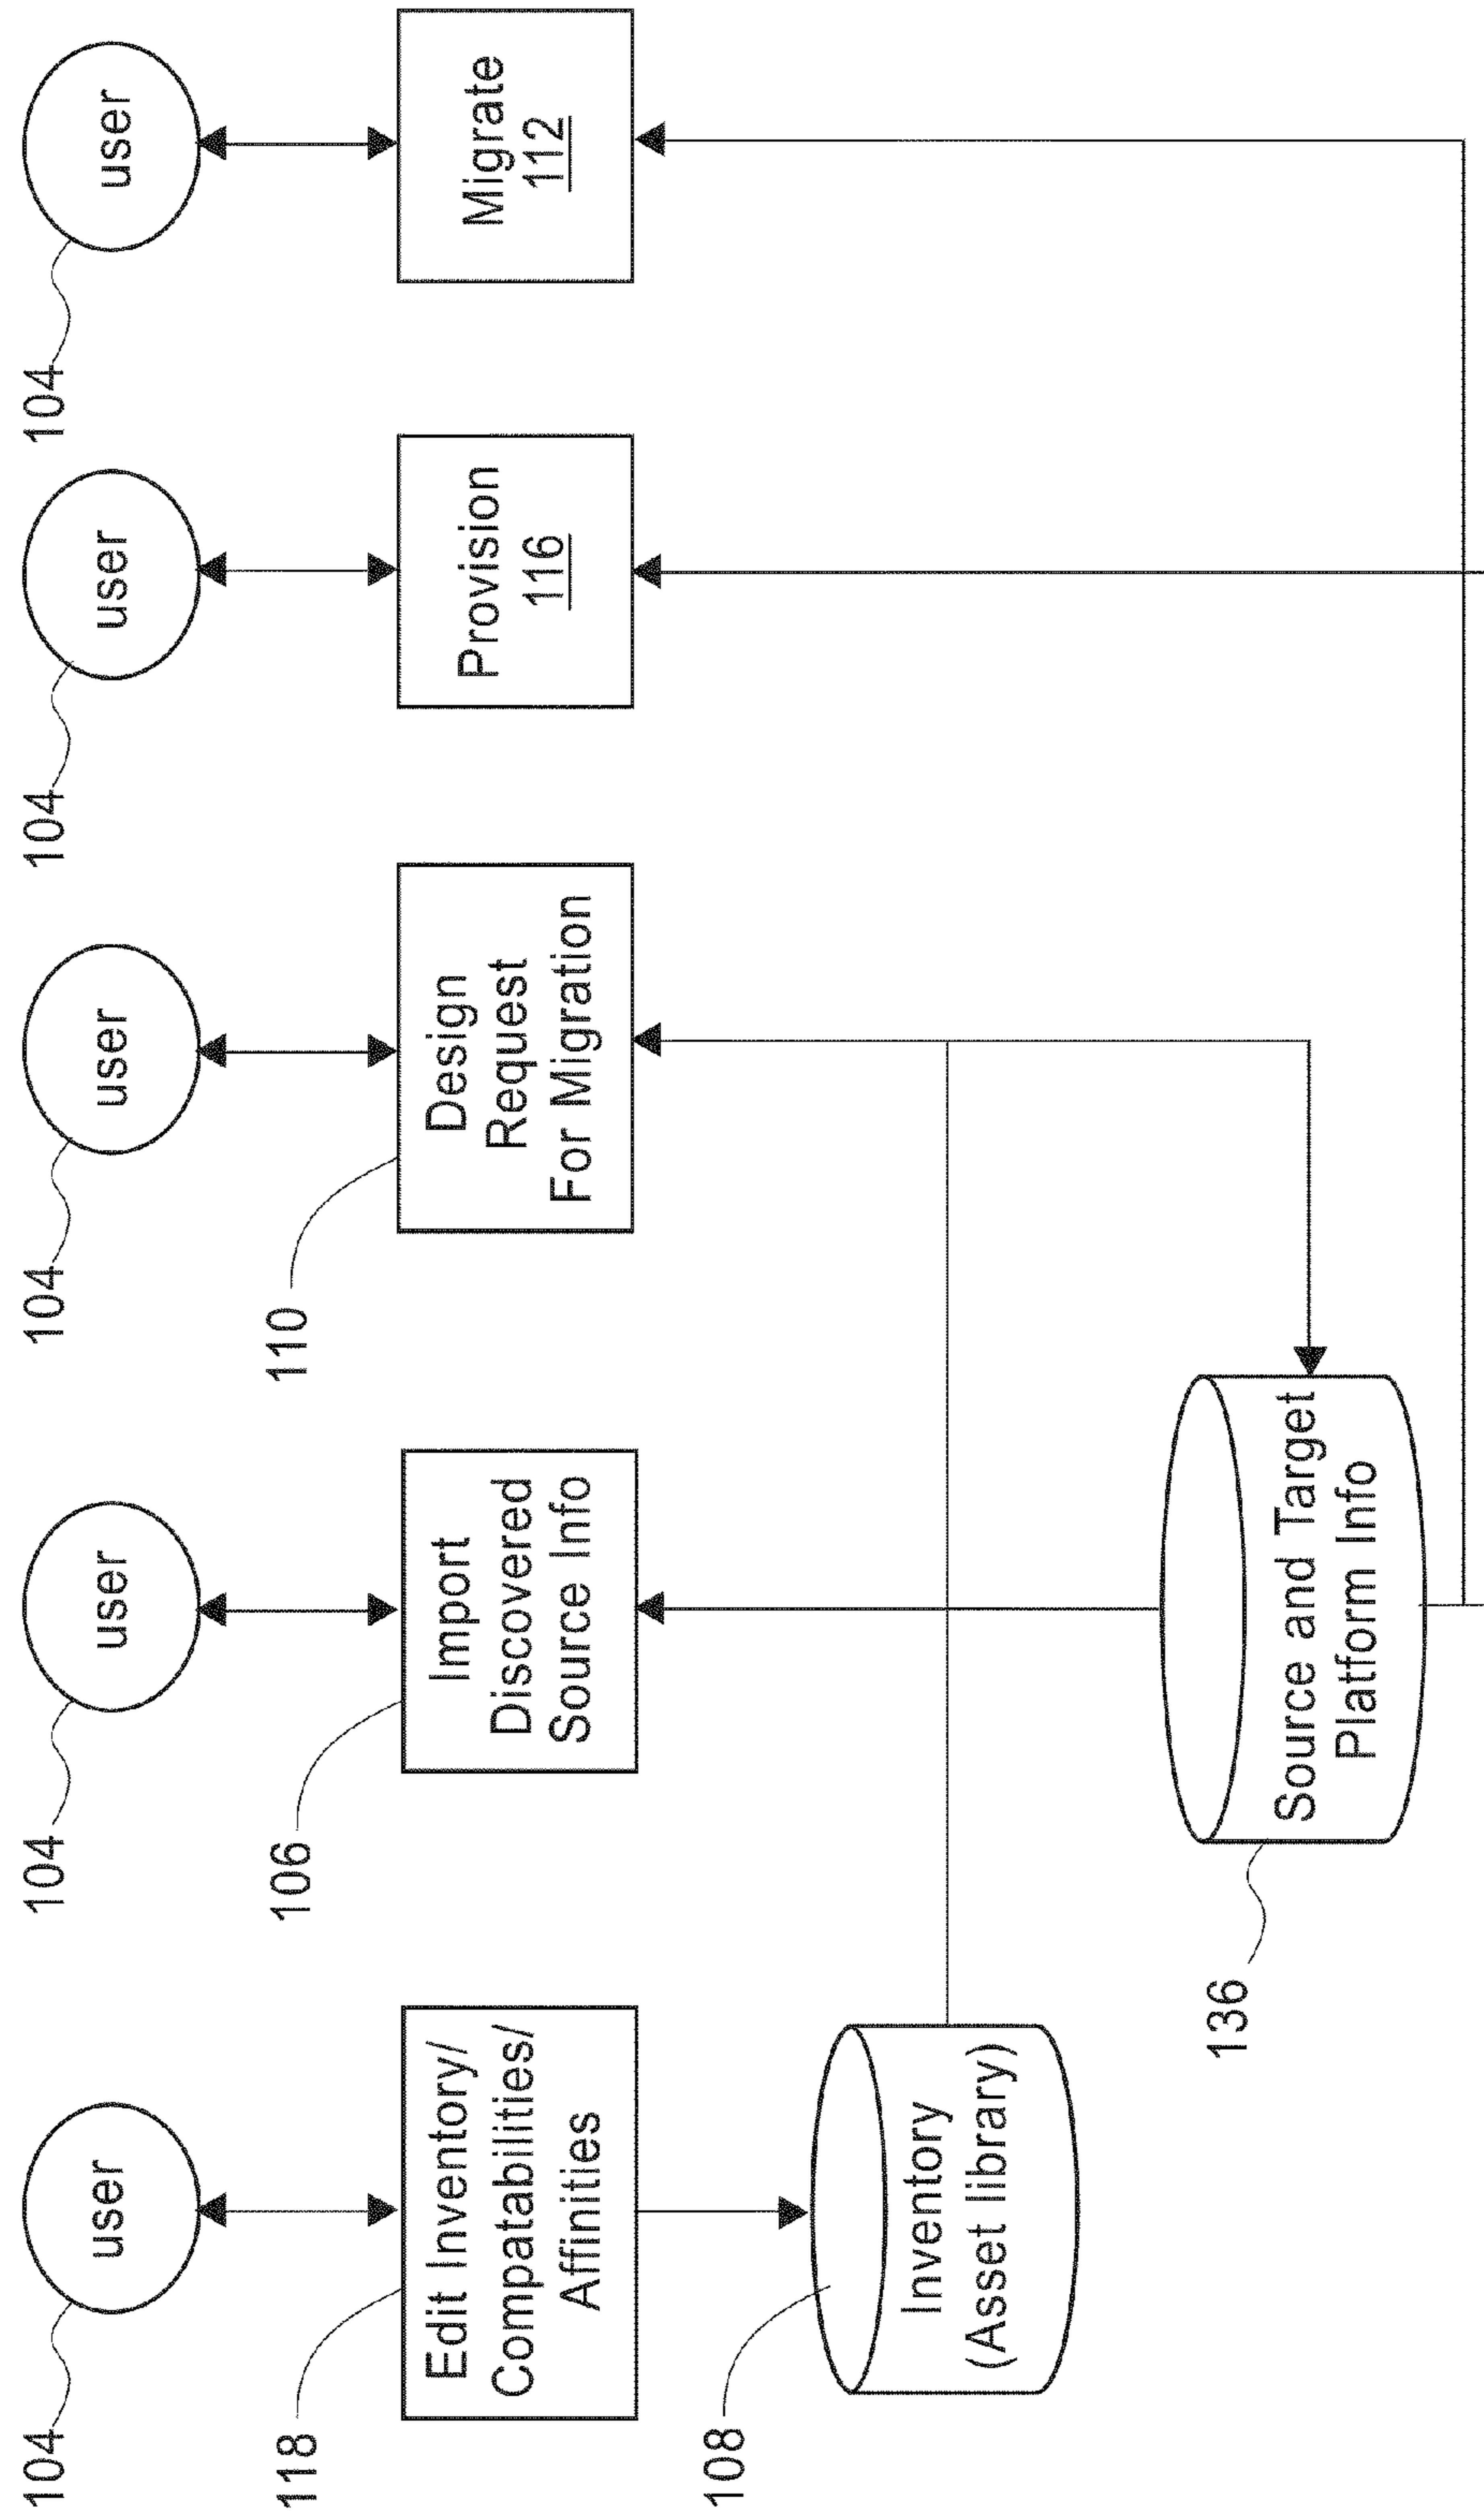 104
user
104
user
104
user
104
user
104
user
118
Edit Inventory/
Compatabilities/
Affinities
106
Import
Discovered
Source Info
110
Design
Request
For Migration
Provision
116
Migrate
112
108
Inventory
(Asset library)
136
Source and Target
Platform Info